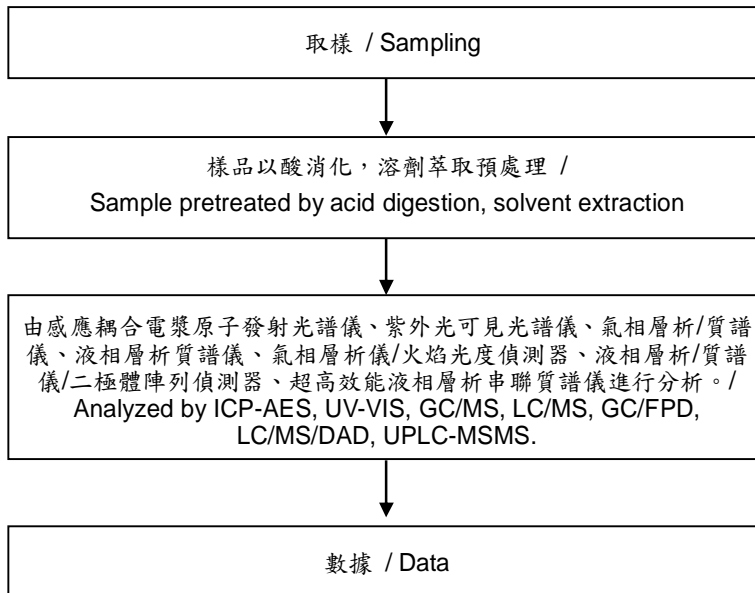 取樣 / Sampling
樣品以酸消化，溶劑萃取預處理 /
Sample pretreated by acid digestion, solvent extraction
由感應耦合電漿原子發射光譜儀、紫外光可見光譜儀、氣相層析/質譜
儀、液相層析質譜儀、氣相層析儀/火焰光度偵測器、液相層析/質譜
儀/二極體陣列偵測器、超高效能液相層析串聯質譜儀進行分析。/
Analyzed by ICP-AES, UV-VIS, GC/MS, LC/MS, GC/FPD,
LC/MS/DAD, UPLC-MSMS.
數據 / Data